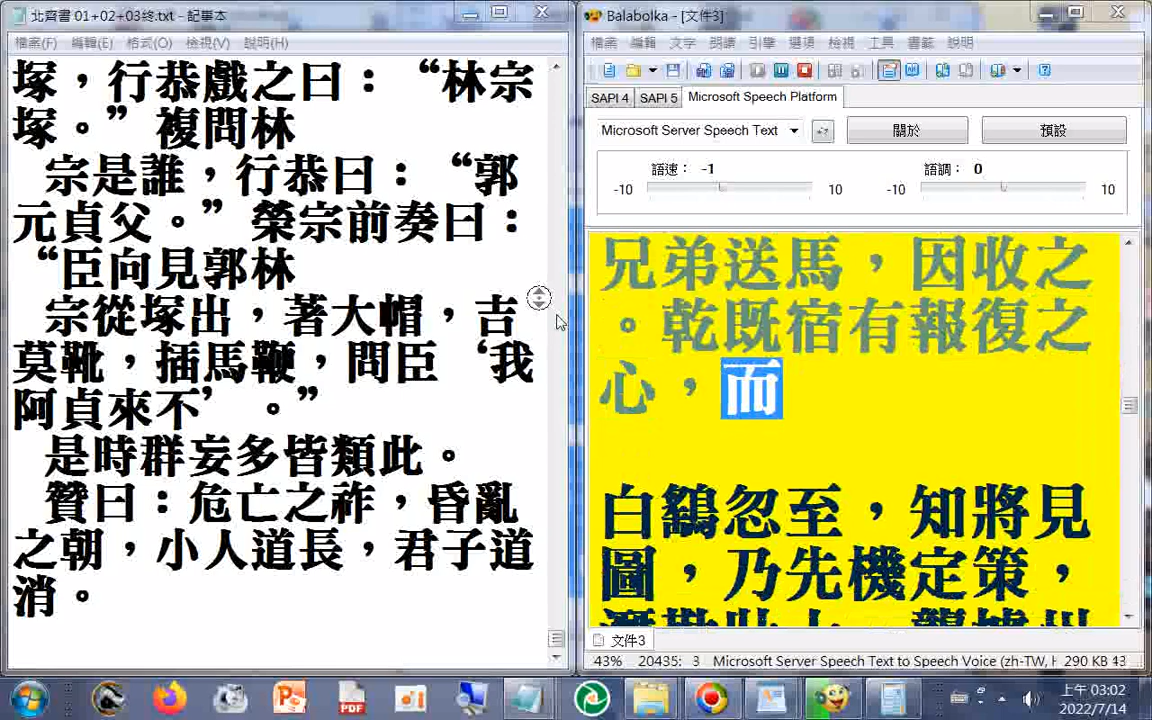 北齊書 01+02+03終.txt - 記事本
檔案(F) 編輯(E) 格式(O) 檢視(V) 說明(H)
塚，行恭戲之曰：“林宗
塚。”複問林
宗是誰，行恭曰：“郭
元貞父。”榮宗前奏曰：
“臣向見郭林
宗從塚出，著大帽，吉
莫靴，插馬鞭，問臣‘我
阿貞來不’。”
是時群妄多皆類此。
贊曰：危亡之祚，昏亂
之朝，小人道長，君子道
消。
Balabolka - [文件3]
檔案 編輯 文字 朗讀 引擎 選項 檢視 工具 書籤 說明
SAPI 4 SAPI 5 Microsoft Speech Platform
Microsoft Server Speech Text 關於 預設
語速： -1 語調： 0
-10 10 -10 10
兄弟送馬，因收之
。乾既宿有報復之
心，而
白鷂忽至，知將見
圖，乃先機定策，
文件3
43% 20435: 3 Microsoft Server Speech Text to Speech Voice (zh-TW, H 290 KB 43
上午 03:02
2022/7/14